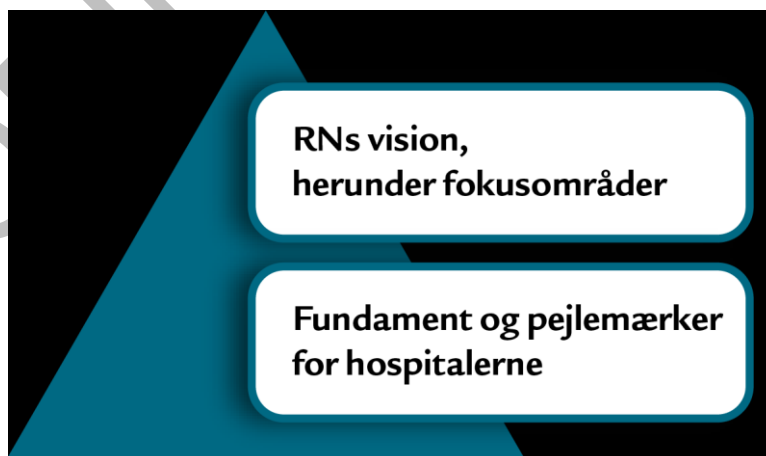 RNs vision,
herunder fokusområder
Fundament og pejlemærker
for hospitalerne